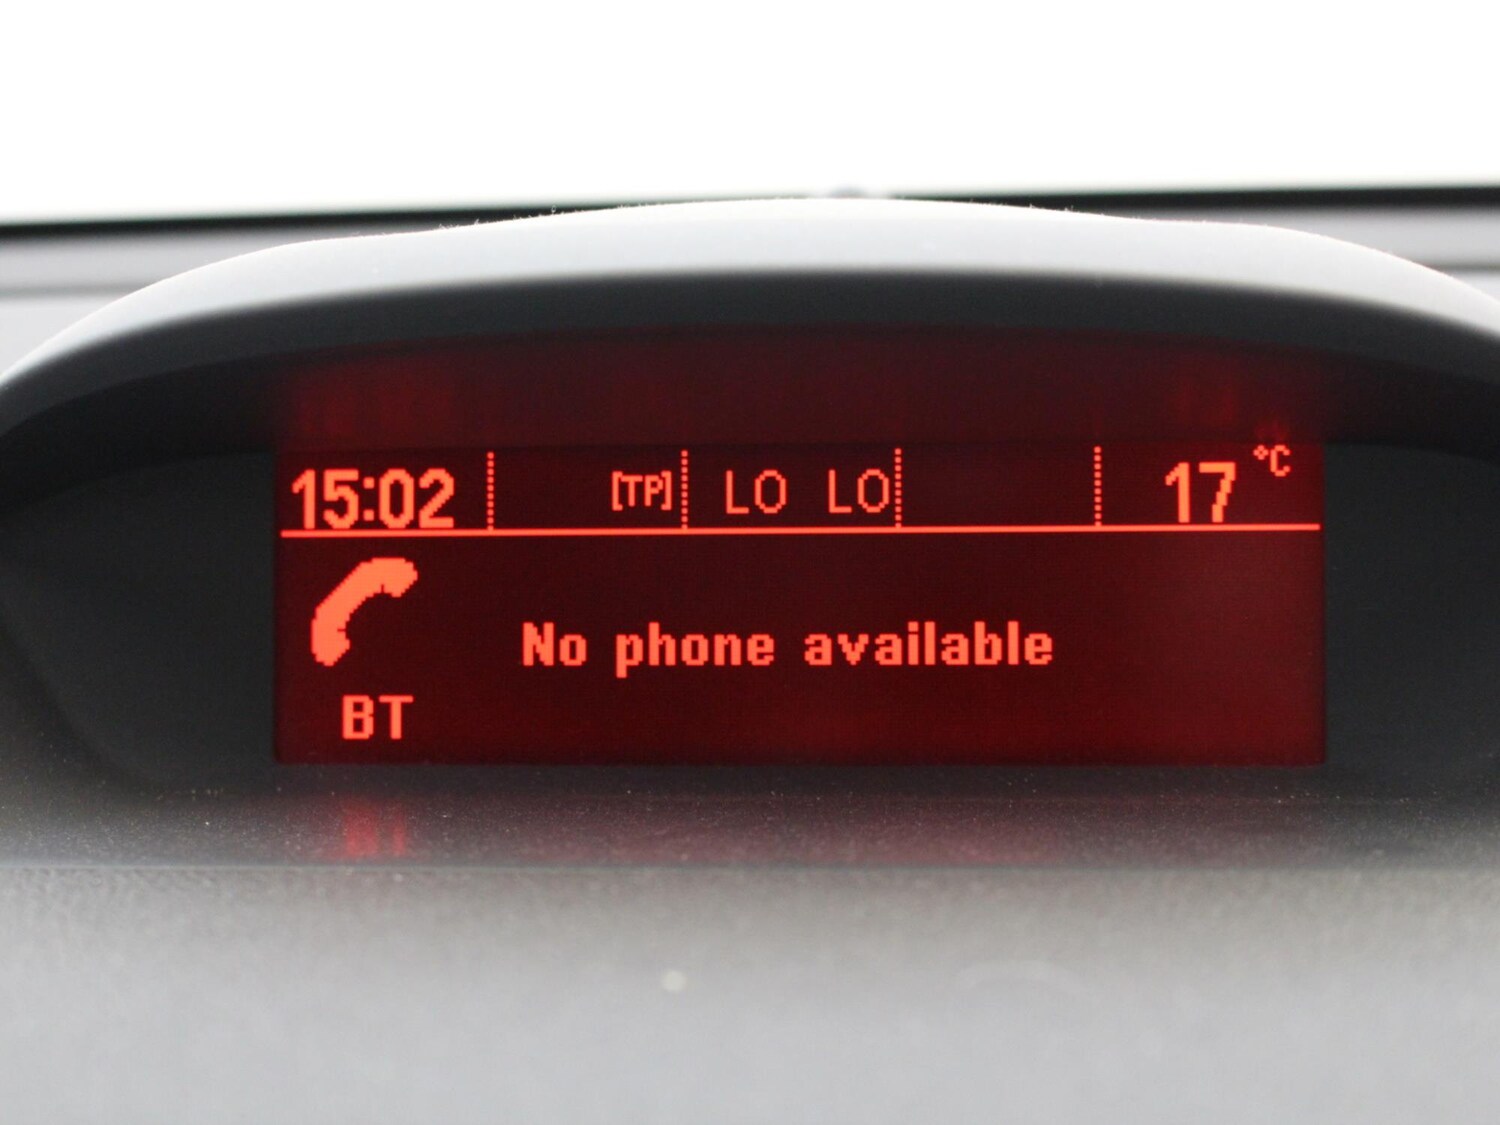 15:02 [TP] LO LO 17 °C
No phone available
BT